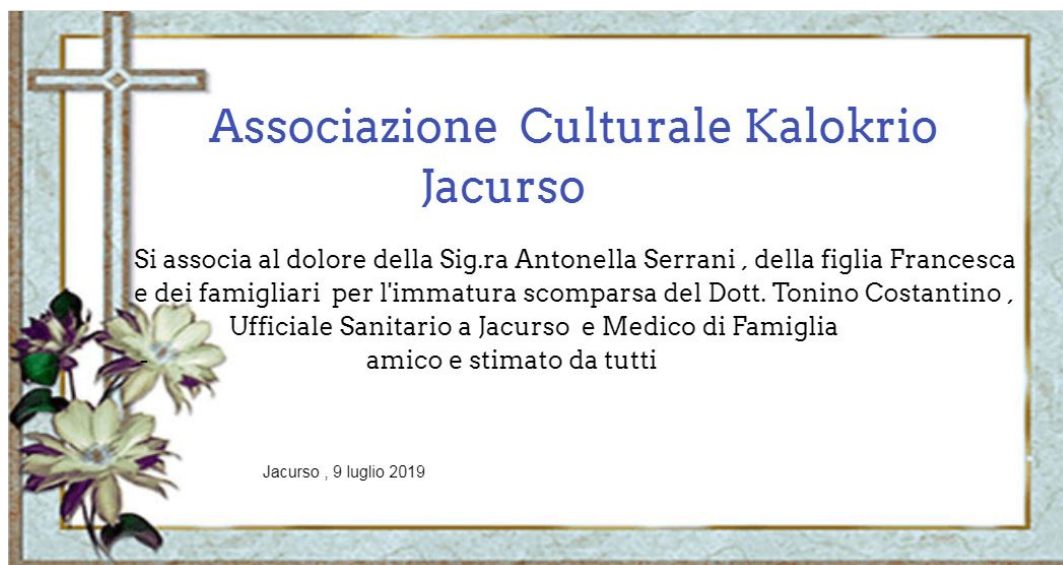 Associazione Culturale Kalokrio
Jacurso
Si associa al dolore della Sig.ra Antonella Serrani , della figlia Francesca
e dei famigliari per l'immatura scomparsa del Dott. Tonino Costantino ,
Ufficiale Sanitario a Jacurso e Medico di Famiglia
- amico e stimato da tutti
Jacurso , 9 luglio 2019